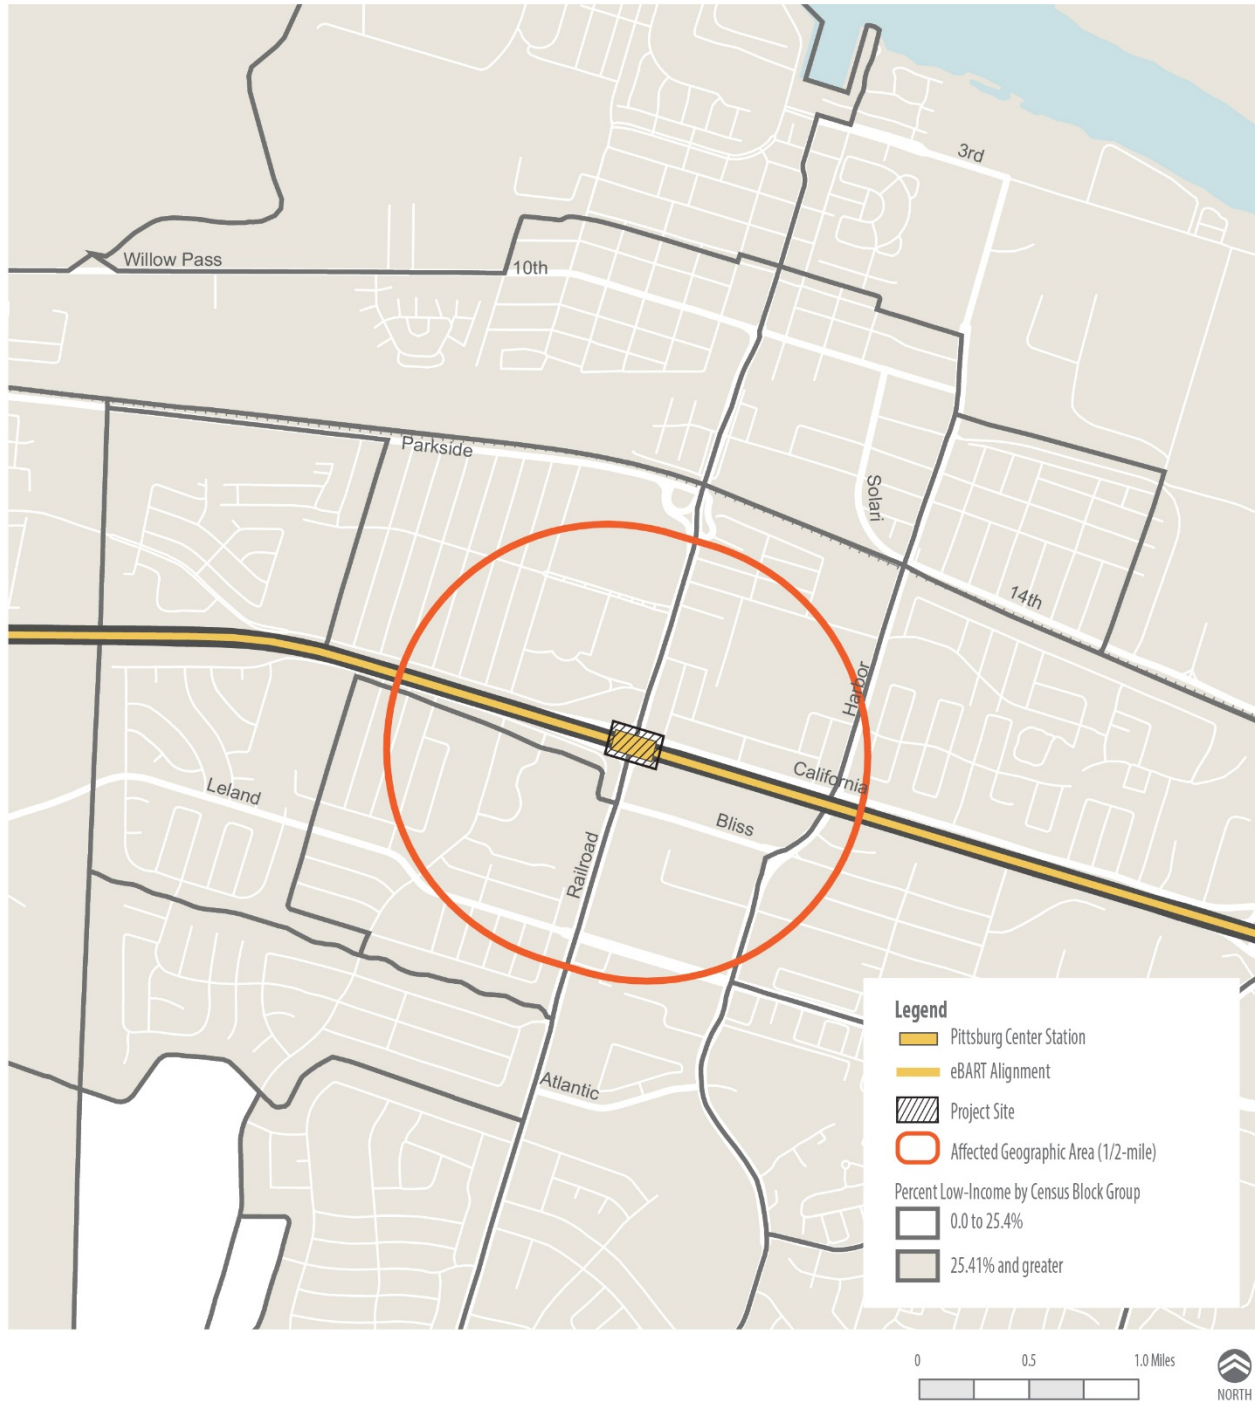 3rd
Willow Pass
10th
Parkside
Solari
14th
Harbor
California
Leland
Bliss
Railroad
Atlantic
Legend
Pittsburg Center Station
eBART Alignment
Project Site
Affected Geographic Area (1/2-mile)
Percent Low-Income by Census Block Group
0.0 to 25.4%
25.41% and greater
0 0.5 1.0 Miles
NORTH